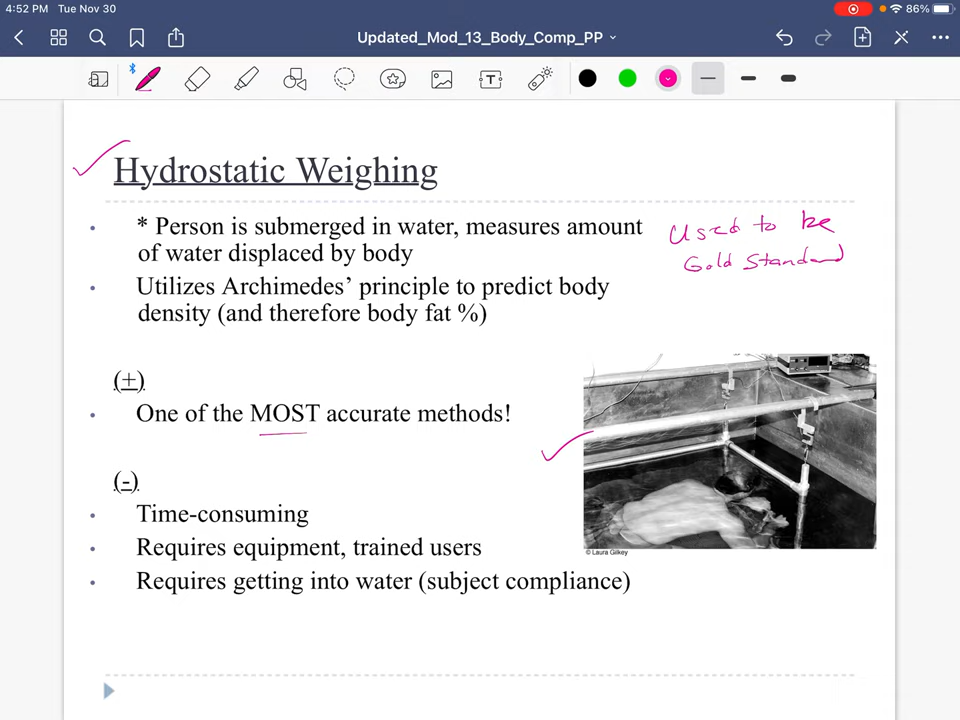 4:52 PM Tue Nov 30
86%
Updated_Mod_13_Body_Comp_PP
T
Hydrostatic Weighing
* Person is submerged in water, measures amount
of water displaced by body
Used to be
Gold Standard
Utilizes Archimedes' principle to predict body
density (and therefore body fat %)
(+)
One of the MOST accurate methods!
(-)
Time-consuming
Requires equipment, trained users
Requires getting into water (subject compliance)
© Laura Gilkey